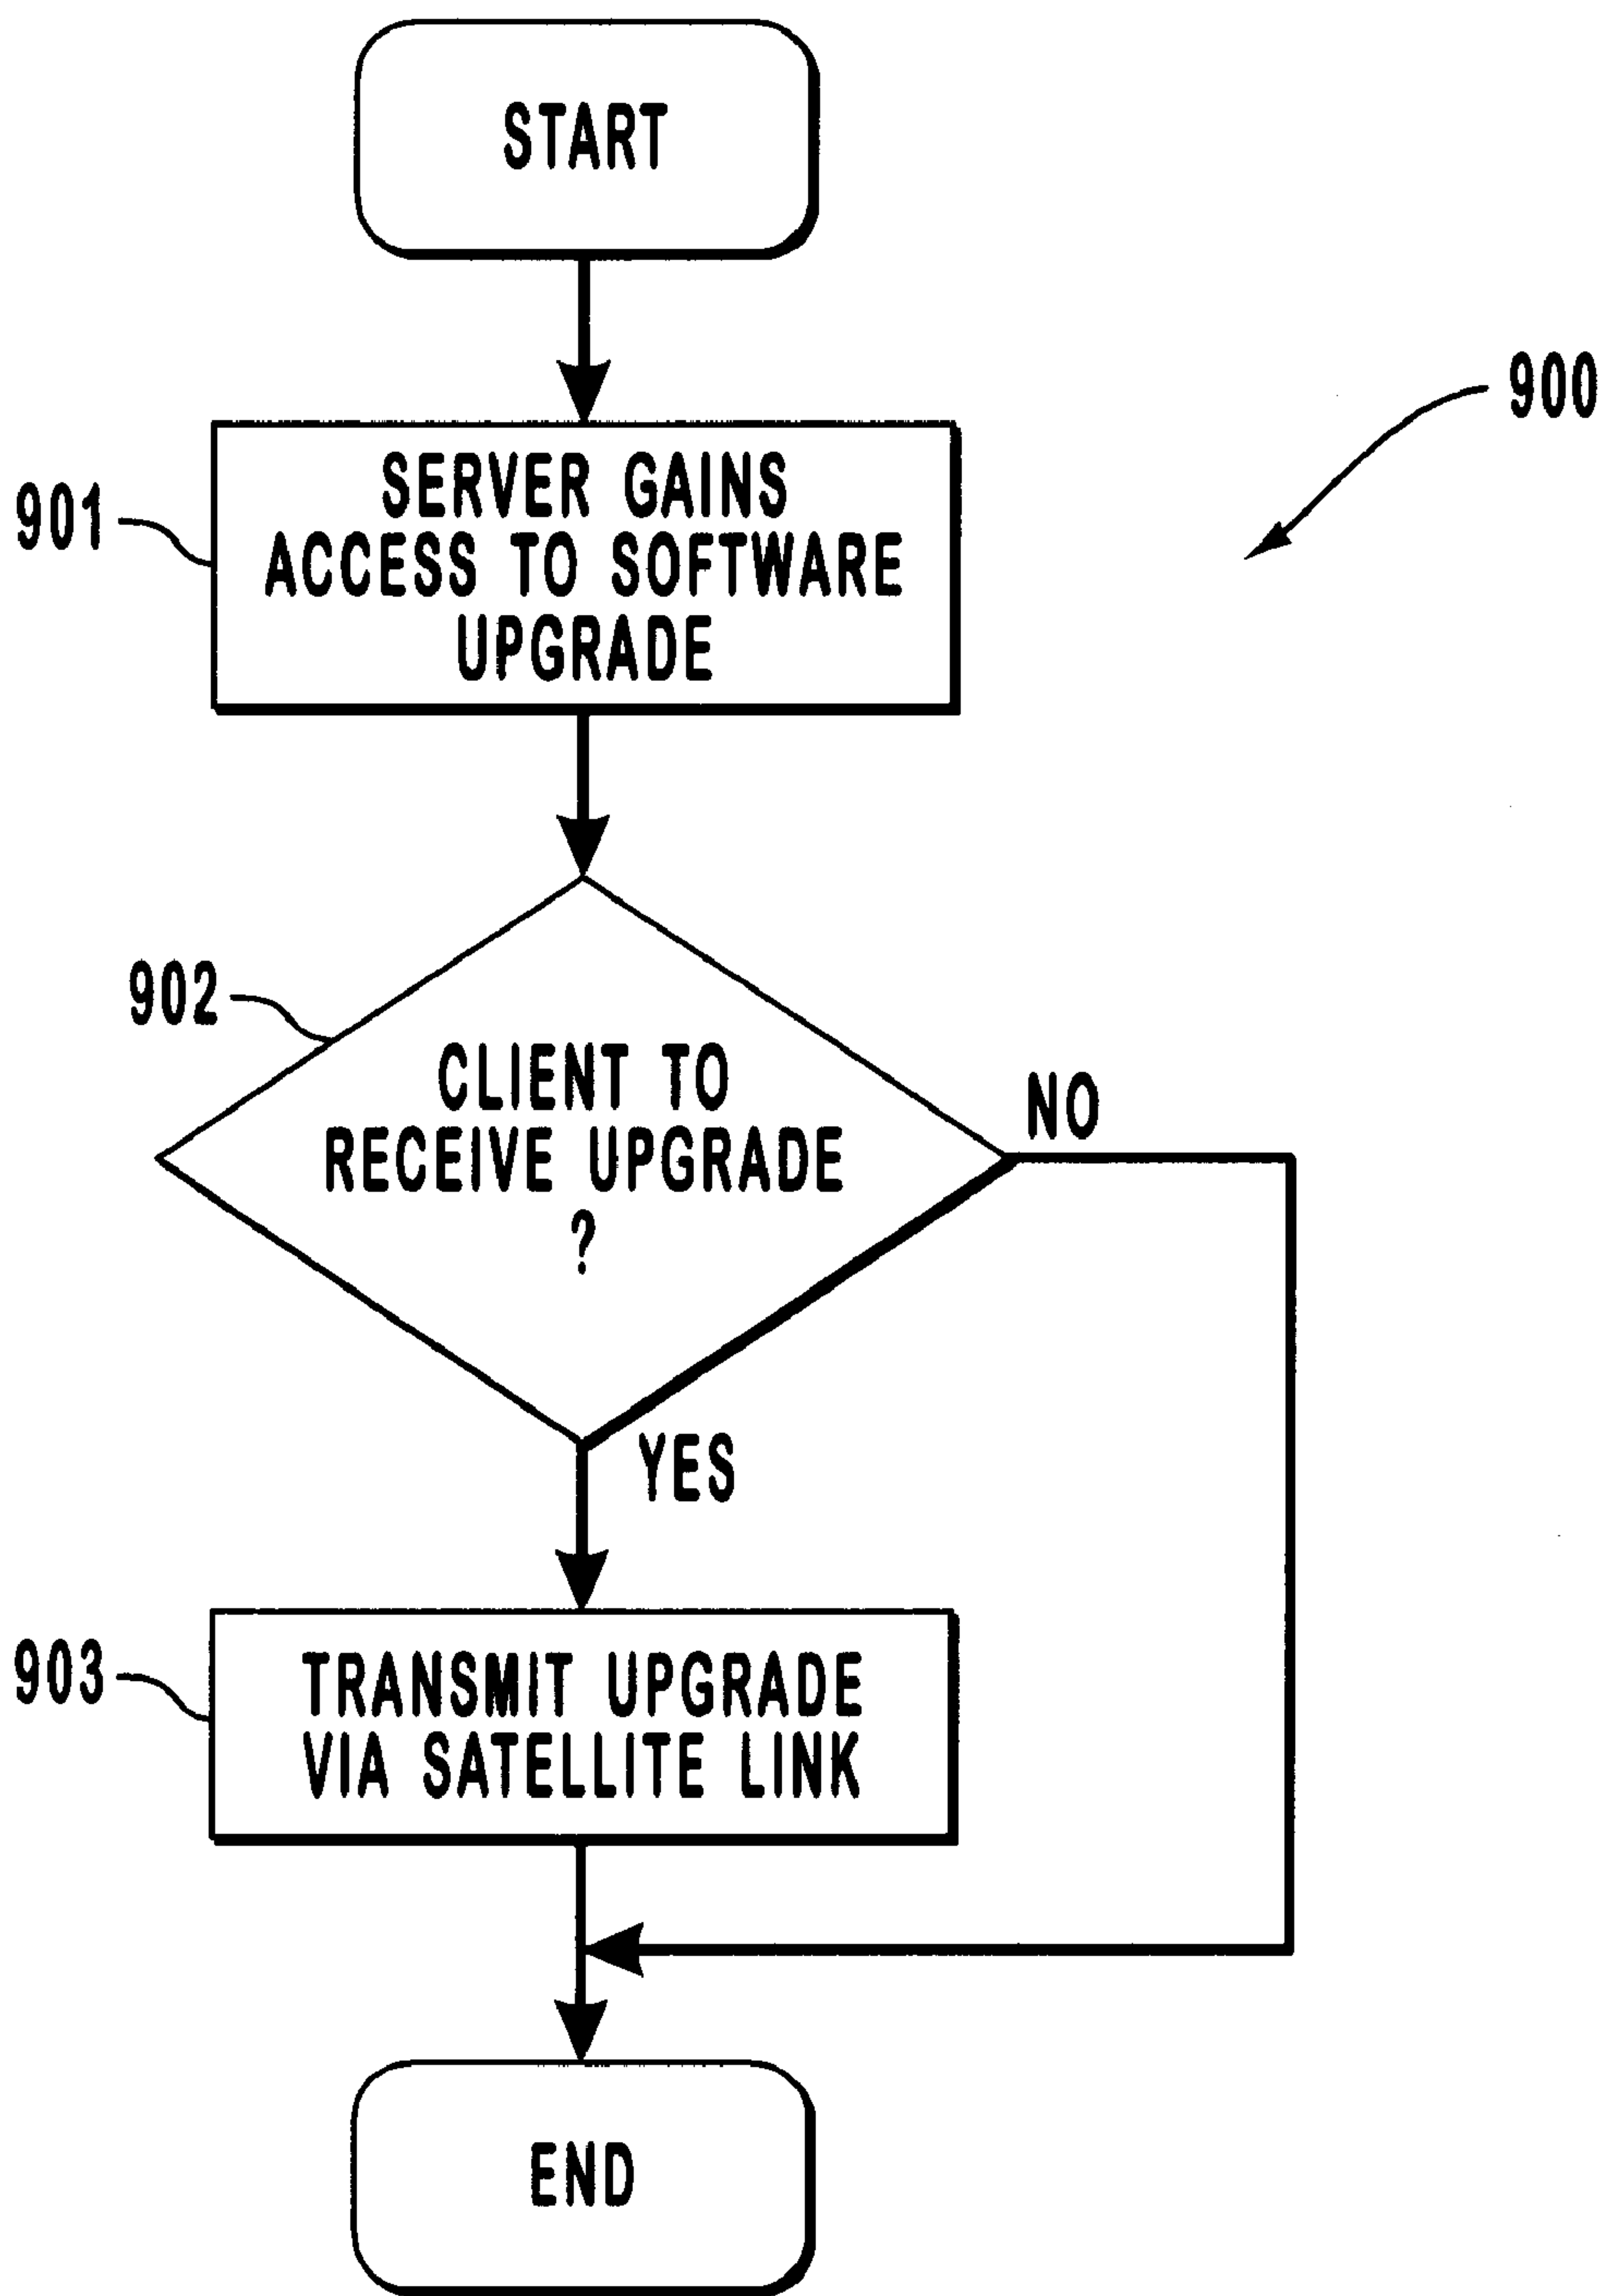 START
900
901
SERVER GAINS
ACCESS TO SOFTWARE
UPGRADE
902
CLIENT TO
RECEIVE UPGRADE
?
NO
YES
903
TRANSMIT UPGRADE
VIA SATELLITE LINK
END